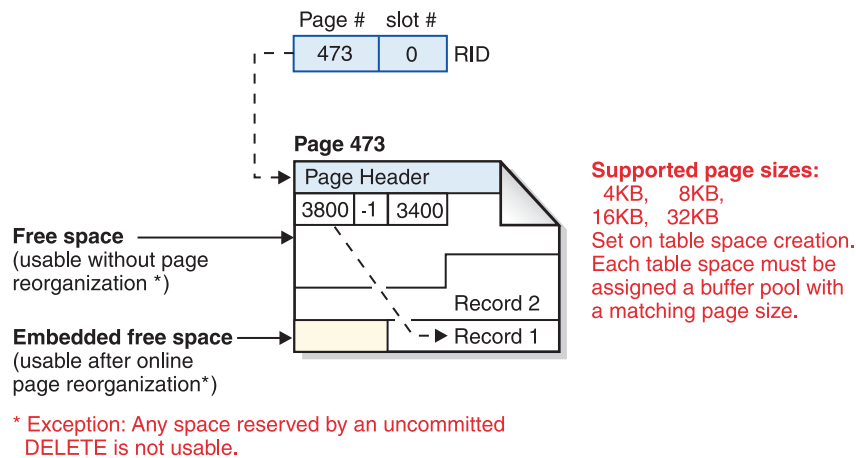 Page # slot #
473 0 RID
Page 473
Page Header
3800 -1 3400
Free space
(usable without page
reorganization *)
Record 2
Embedded free space
(usable after online
page reorganization*)
Record 1
* Exception: Any space reserved by an uncommitted
DELETE is not usable.
Supported page sizes:
4KB, 8KB,
16KB, 32KB
Set on table space creation.
Each table space must be
assigned a buffer pool with
a matching page size.